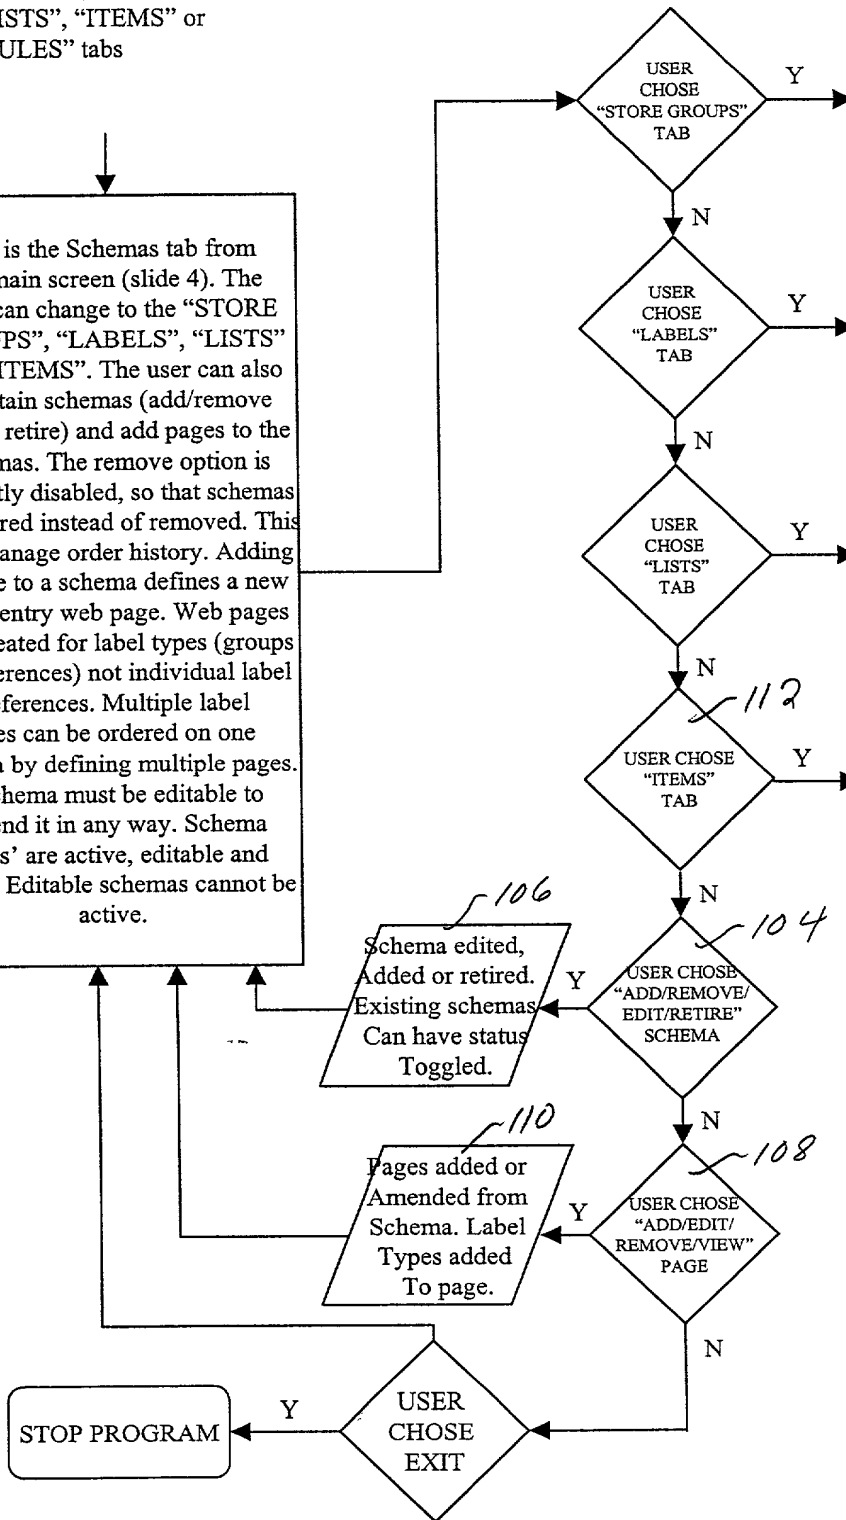 ISTS”, “ITEMS” or
ULES” tabs
is the Schemas tab from
main screen (slide 4). The
can change to the “STORE
PS”, “LABELS”, “LISTS”
ITEMS”. The user can also
tain schemas (add/remove
retire) and add pages to the
mas. The remove option is
tly disabled, so that schemas
red instead of removed. This
anage order history. Adding
e to a schema defines a new
entry web page. Web pages
eated for label types (groups
erences) not individual label
eferences. Multiple label
es can be ordered on one
a by defining multiple pages.
chema must be editable to
end it in any way. Schema
s’ are active, editable and
Editable schemas cannot be
active.
USER
CHOSE
“STORE GROUPS”
TAB
Y
N
USER
CHOSE
“LABELS”
TAB
Y
N
USER
CHOSE
“LISTS”
TAB
Y
N
112
USER CHOSE
“ITEMS”
TAB
Y
N
104
USER CHOSE
“ADD/REMOVE/
EDIT/RETIRE”
SCHEMA
Y
106
Schema edited,
Added or retired.
Existing schemas
Can have status
Toggled.
N
108
USER CHOSE
“ADD/EDIT/
REMOVE/VIEW”
PAGE
Y
110
Pages added or
Amended from
Schema. Label
Types added
To page.
N
USER
CHOSE
EXIT
Y
STOP PROGRAM